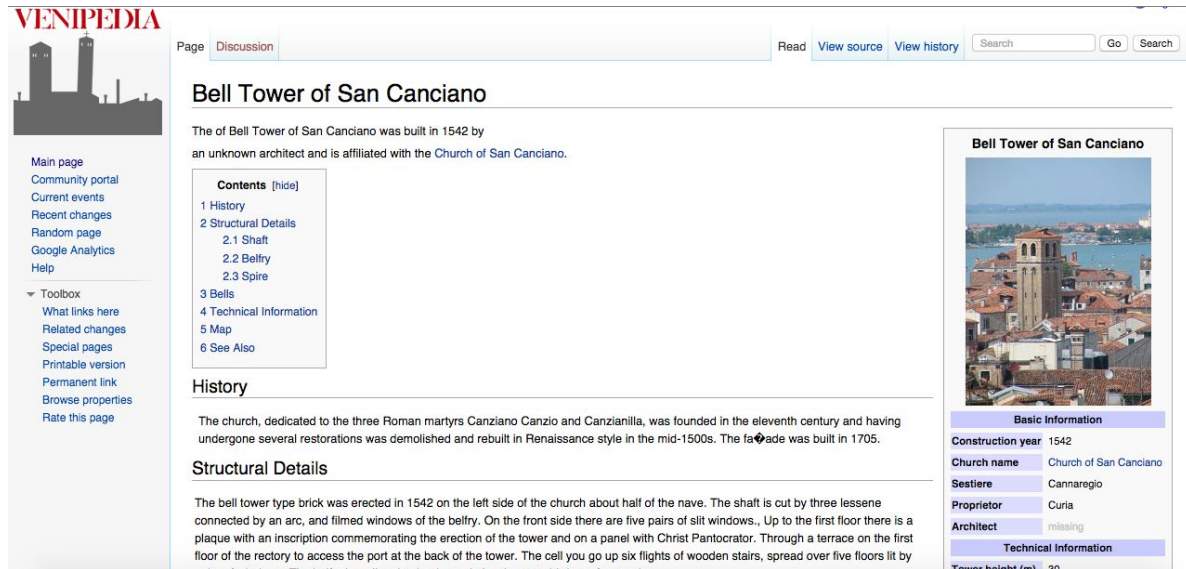 VENIPEDIA
Page Discussion
Read View source View history Search Go Search
Main page
Community portal
Current events
Recent changes
Random page
Google Analytics
Help
Toolbox
What links here
Related changes
Special pages
Printable version
Permanent link
Browse properties
Rate this page
Bell Tower of San Canciano
The of Bell Tower of San Canciano was built in 1542 by
an unknown architect and is affiliated with the Church of San Canciano.
Contents [hide]
1 History
2 Structural Details
2.1 Shaft
2.2 Belfry
2.3 Spire
3 Bells
4 Technical Information
5 Map
6 See Also
History
The church, dedicated to the three Roman martyrs Canziano Canzio and Canzianilla, was founded in the eleventh century and having
undergone several restorations was demolished and rebuilt in Renaissance style in the mid-1500s. The fa�ade was built in 1705.
Structural Details
The bell tower type brick was erected in 1542 on the left side of the church about half of the nave. The shaft is cut by three lessene
connected by an arc, and filmed windows of the belfry. On the front side there are five pairs of slit windows., Up to the first floor there is a
plaque with an inscription commemorating the erection of the tower and on a panel with Christ Pantocrator. Through a terrace on the first
floor of the rectory to access the port at the back of the tower. The cell you go up six flights of wooden stairs, spread over five floors lit by
Bell Tower of San Canciano
Basic Information
Construction year 1542
Church name Church of San Canciano
Sestiere Cannaregio
Proprietor Curia
Architect missing
Technical Information
Tower height (m)